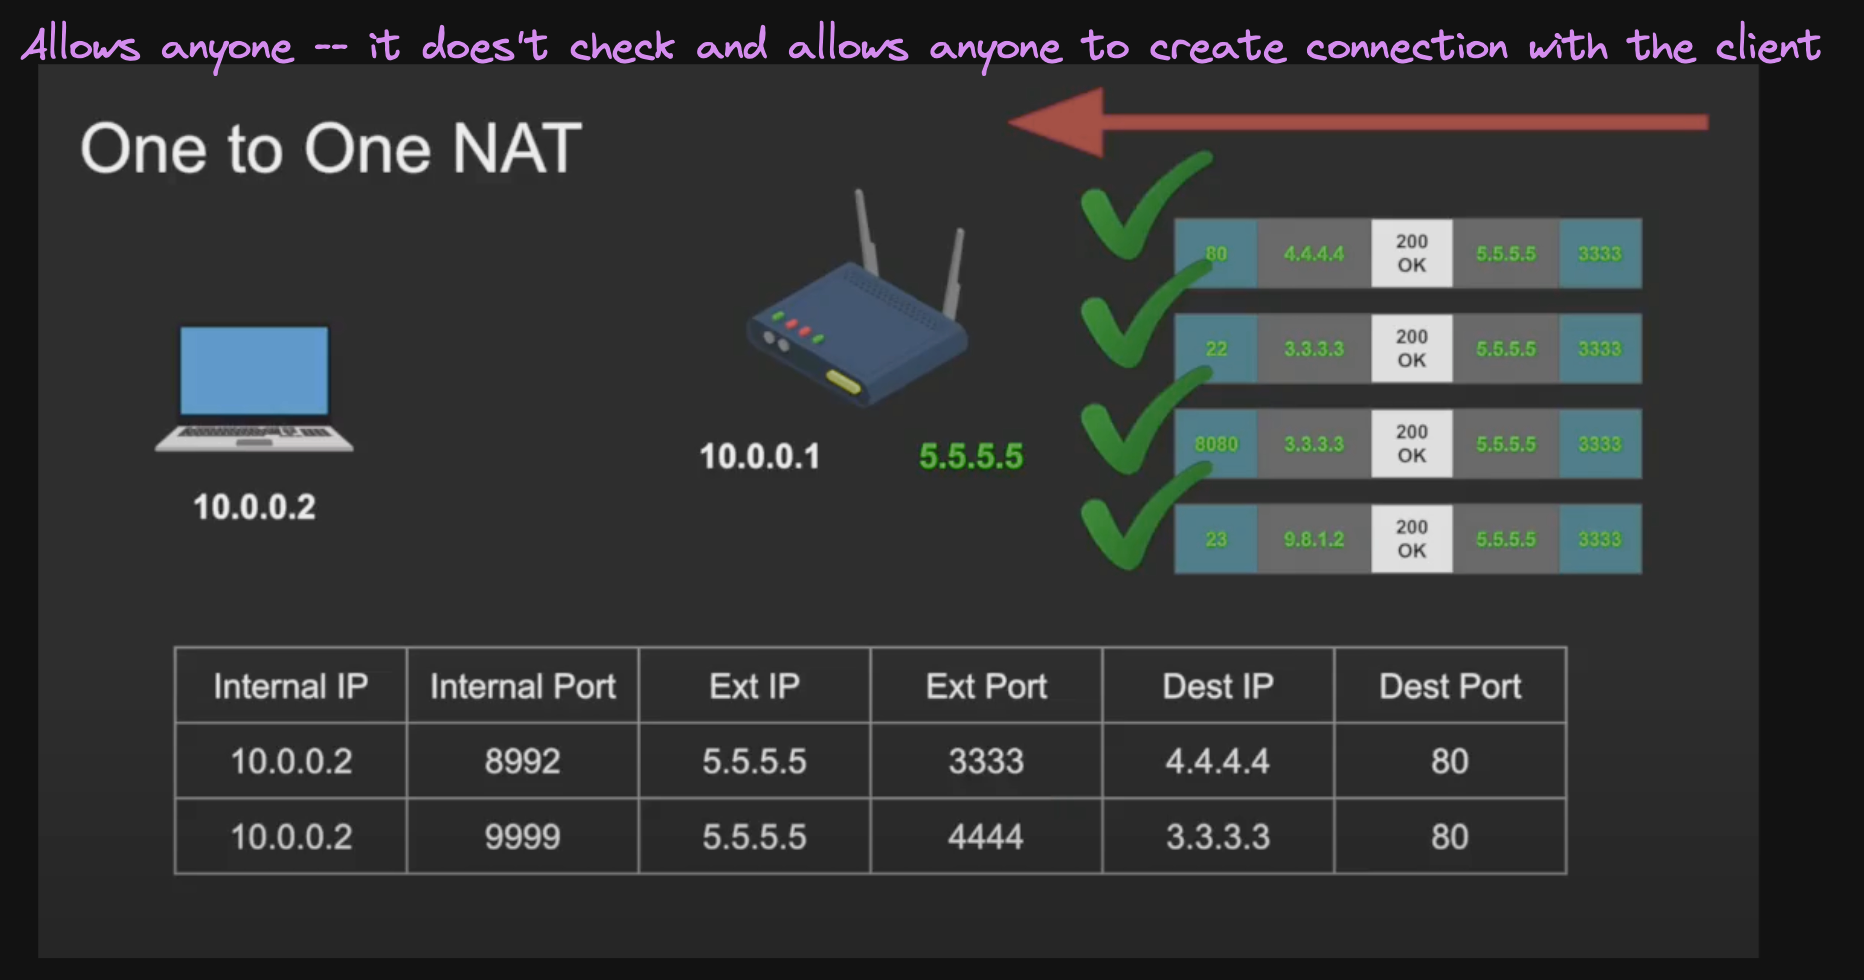 Allows anyone -- it does't check and allows anyone to create connection with the client
One to One NAT
80 4.4.4.4 200 OK 5.5.5.5 3333
22 3.3.3.3 200 OK 5.5.5.5 3333
8080 3.3.3.3 200 OK 5.5.5.5 3333
23 9.8.1.2 200 OK 5.5.5.5 3333
10.0.0.1 5.5.5.5
10.0.0.2
Internal IP Internal Port Ext IP Ext Port Dest IP Dest Port
10.0.0.2 8992 5.5.5.5 3333 4.4.4.4 80
10.0.0.2 9999 5.5.5.5 4444 3.3.3.3 80